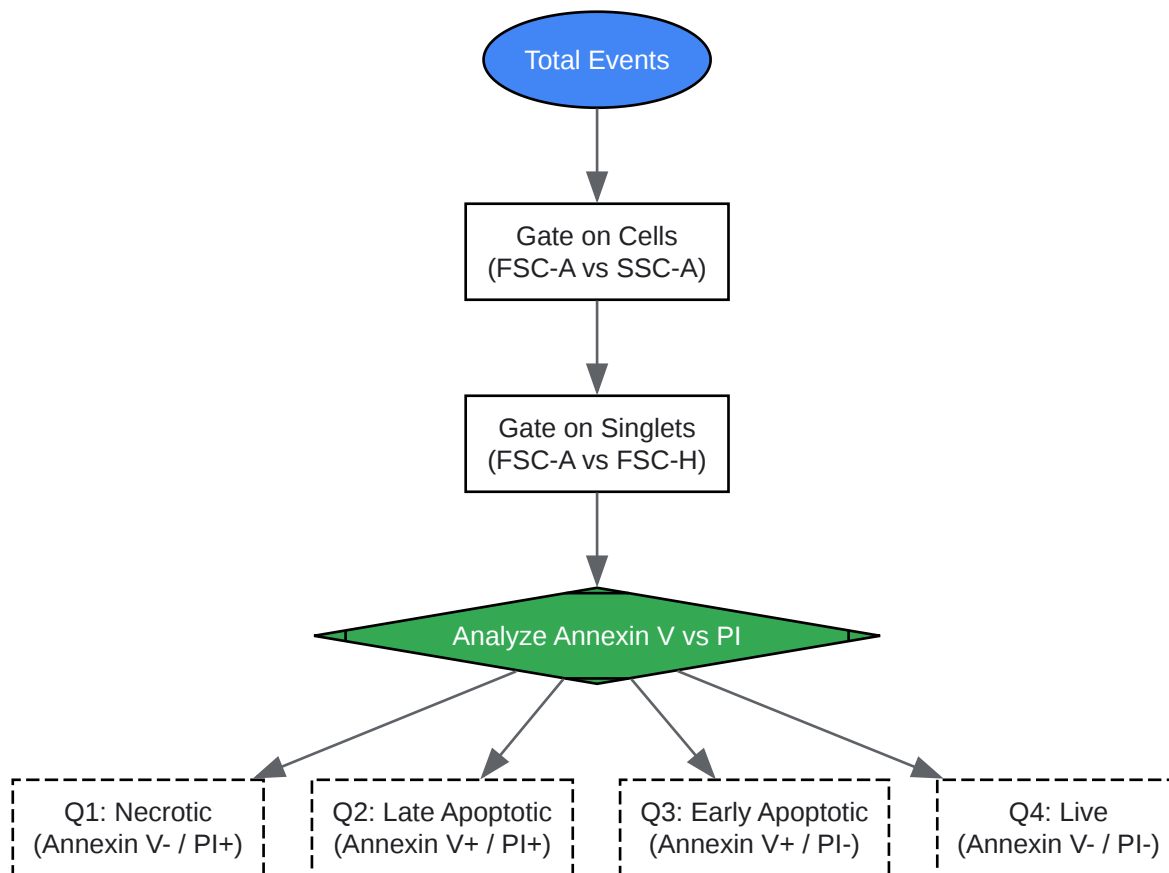 Total Events
Gate on Cells
(FSC-A vs SSC-A)
Gate on Singlets
(FSC-A vs FSC-H)
Analyze Annexin V vs PI
Q1: Necrotic
(Annexin V- / PI+)
Q2: Late Apoptotic
(Annexin V+ / PI+)
Q3: Early Apoptotic
(Annexin V+ / PI-)
Q4: Live
(Annexin V- / PI-)